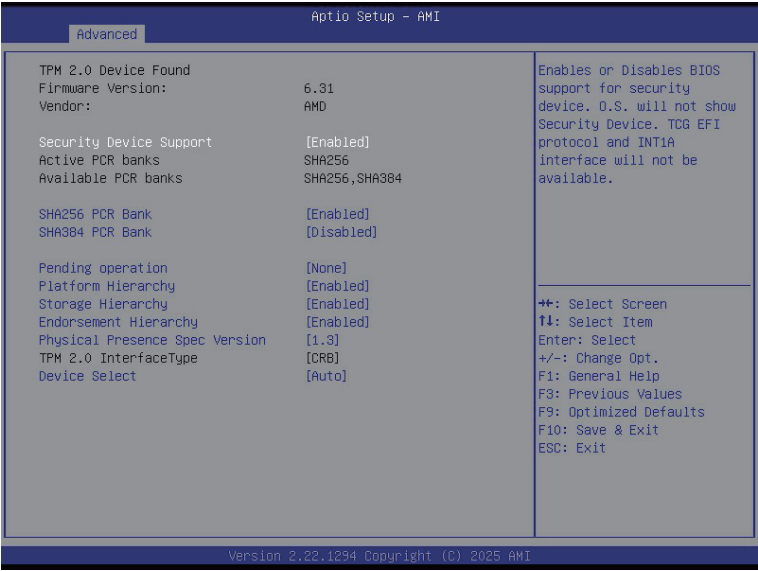 Aptio Setup – AMI
Advanced
TPM 2.0 Device Found
Firmware Version: 6.31
Vendor: AMD
Security Device Support [Enabled]
Active PCR banks SHA256
Available PCR banks SHA256,SHA384
SHA256 PCR Bank [Enabled]
SHA384 PCR Bank [Disabled]
Pending operation [None]
Platform Hierarchy [Enabled]
Storage Hierarchy [Enabled]
Endorsement Hierarchy [Enabled]
Physical Presence Spec Version [1.3]
TPM 2.0 InterfaceType [CRB]
Device Select [Auto]
Enables or Disables BIOS
support for security
device. O.S. will not show
Security Device. TCG EFI
protocol and INT1A
interface will not be
available.
→←: Select Screen
↑↓: Select Item
Enter: Select
+/-: Change Opt.
F1: General Help
F3: Previous Values
F9: Optimized Defaults
F10: Save & Exit
ESC: Exit
Version 2.22.1294 Copyright (C) 2025 AMI